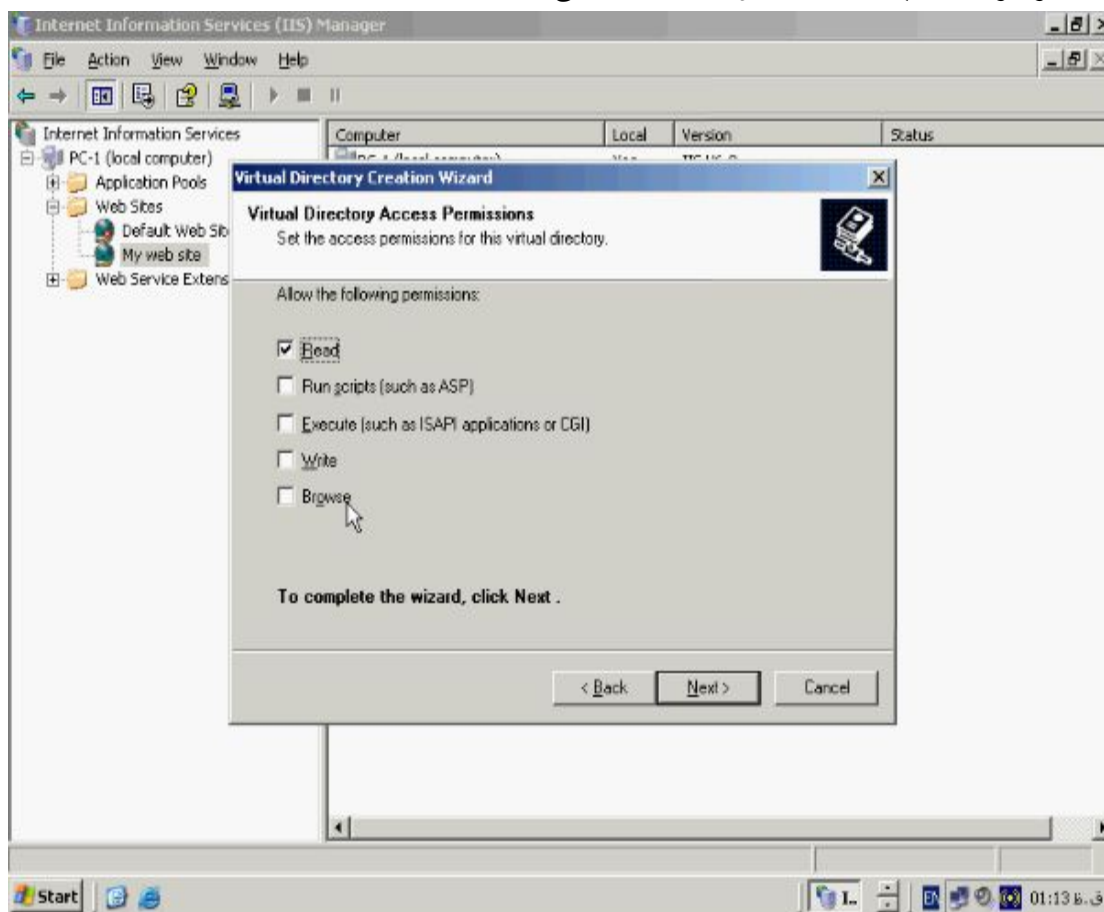 Internet Information Services (IIS) Manager
File Action View Window Help
Computer Local Version Status
Internet Information Services
PC-1 (local computer)
Application Pools
Web Sites
Default Web Sit
My web site
Web Service Extens
Virtual Directory Creation Wizard
Virtual Directory Access Permissions
Set the access permissions for this virtual directory.
Allow the following permissions:
Read
Run scripts (such as ASP)
Execute (such as ISAPI applications or CGI)
Write
Browse
To complete the wizard, click Next .
< Back Next > Cancel
Start I.. EN 01:13 ق.ظ